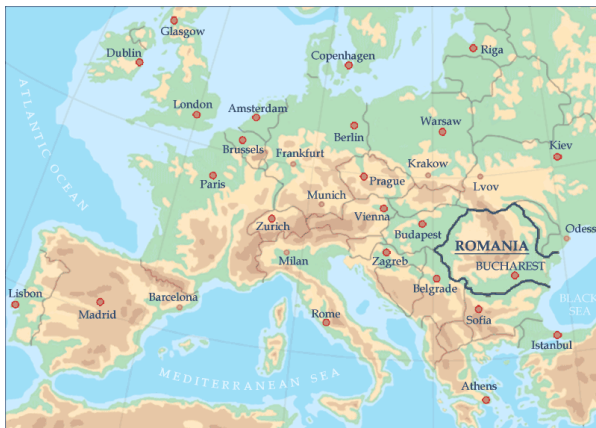 Glasgow
Dublin
Riga
Copenhagen
London
Amsterdam
ATLANTIC OCEAN
Berlin
Warsaw
Brussels
Frankfurt
Kiev
Krakow
Paris
Prague
Lvov
Munich
Vienna
Zurich
Budapest
Odess
ROMANIA
Milan
Zagreb
BUCHAREST
Belgrade
Lisbon
Barcelona
BLACK
SEA
Madrid
Rome
Sofia
Istanbul
MEDITERRANEAN SEA
Athens